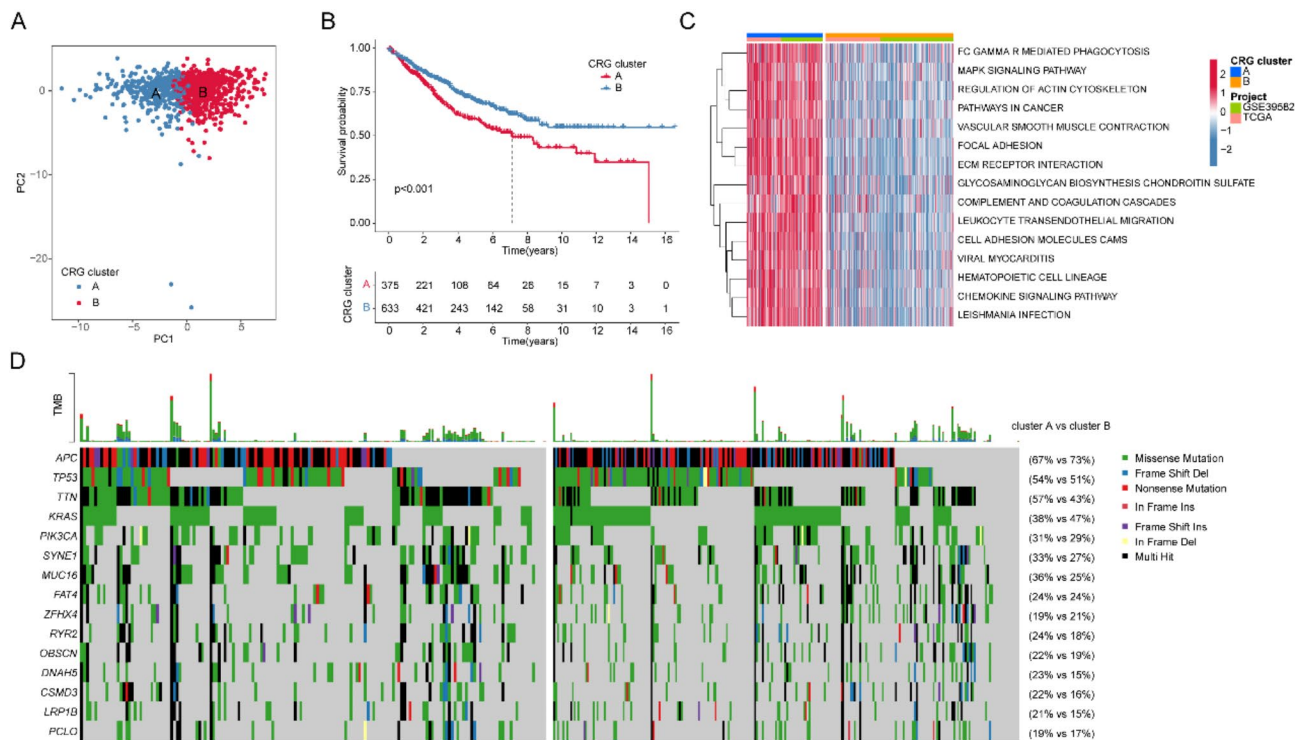 A
0
−10
−20
PC2
A
B
CRG cluster
A
B
−10
−5
0
5
PC1
B
CRG cluster
A
B
1.00
0.75
0.50
0.25
0.00
Survival probability
p<0.001
0 2 4 6 8 10 12 14 16
Time(years)
CRG cluster
A 375 221 108 64 26 15 7 3 0
B 633 421 243 142 58 31 10 3 1
0 2 4 6 8 10 12 14 16
Time(years)
C
FC GAMMA R MEDIATED PHAGOCYTOSIS
MAPK SIGNALING PATHWAY
REGULATION OF ACTIN CYTOSKELETON
PATHWAYS IN CANCER
VASCULAR SMOOTH MUSCLE CONTRACTION
FOCAL ADHESION
ECM RECEPTOR INTERACTION
GLYCOSAMINOGLYCAN BIOSYNTHESIS CHONDROITIN SULFATE
COMPLEMENT AND COAGULATION CASCADES
LEUKOCYTE TRANSENDOTHELIAL MIGRATION
CELL ADHESION MOLECULES CAMS
VIRAL MYOCARDITIS
HEMATOPOIETIC CELL LINEAGE
CHEMOKINE SIGNALING PATHWAY
LEISHMANIA INFECTION
2
1
0
−1
−2
CRG cluster
A
B
Project
GSE39582
TCGA
D
TMB
cluster A vs cluster B
APC (67% vs 73%)
TP53 (54% vs 51%)
TTN (57% vs 43%)
KRAS (38% vs 47%)
PIK3CA (31% vs 29%)
SYNE1 (33% vs 27%)
MUC16 (36% vs 25%)
FAT4 (24% vs 24%)
ZFHX4 (19% vs 21%)
RYR2 (24% vs 18%)
OBSCN (22% vs 19%)
DNAH5 (23% vs 15%)
CSMD3 (22% vs 16%)
LRP1B (21% vs 15%)
PCLO (19% vs 17%)
Missense Mutation
Frame Shift Del
Nonsense Mutation
In Frame Ins
Frame Shift Ins
In Frame Del
Multi Hit